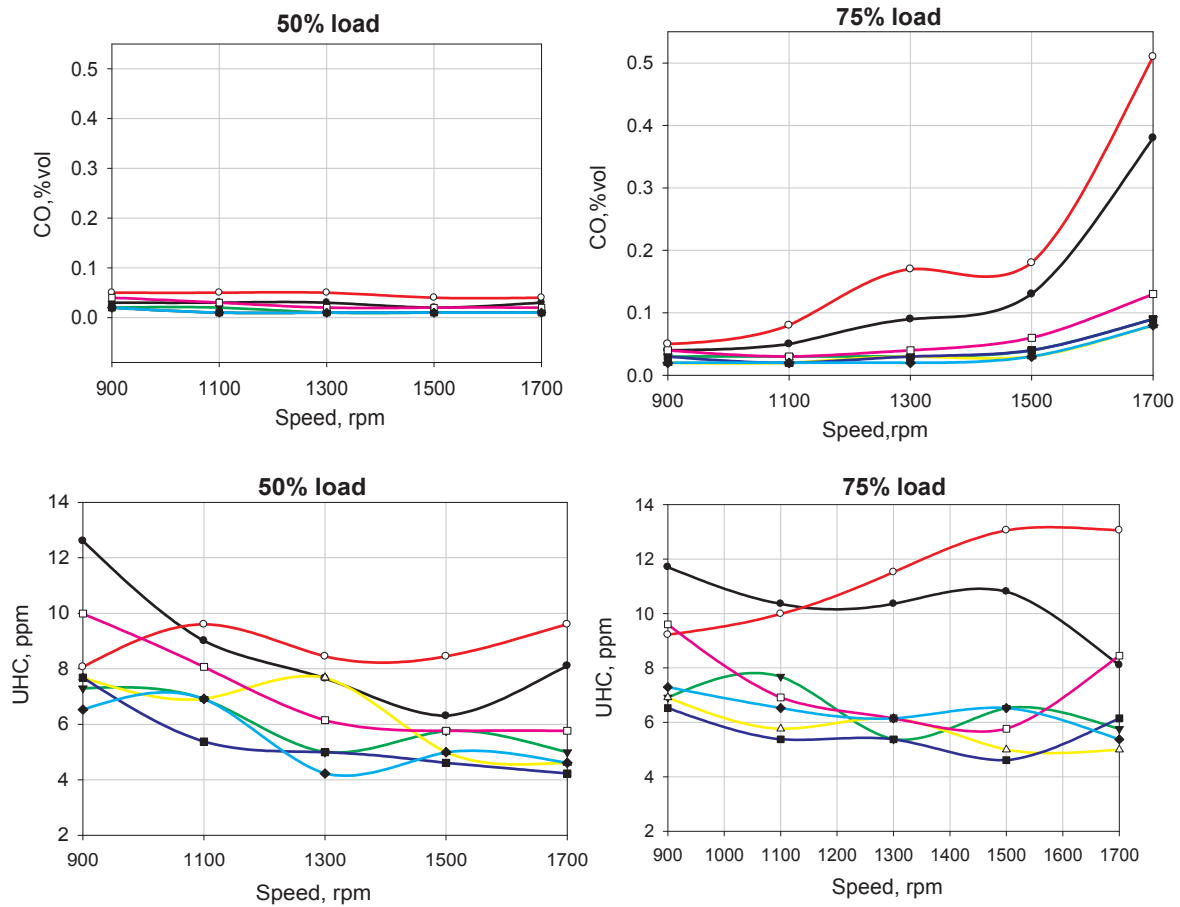 50% load
0.5
0.4
0.3
0.2
0.1
0.0
CO,%vol
900 1100 1300 1500 1700
Speed, rpm
75% load
0.5
0.4
0.3
0.2
0.1
0.0
CO,%vol
900 1100 1300 1500 1700
Speed,rpm
50% load
14
12
10
8
6
4
2
UHC, ppm
900 1100 1300 1500 1700
Speed, rpm
75% load
14
12
10
8
6
4
2
UHC, ppm
900 1000 1100 1200 1300 1400 1500 1600 1700
Speed, rpm